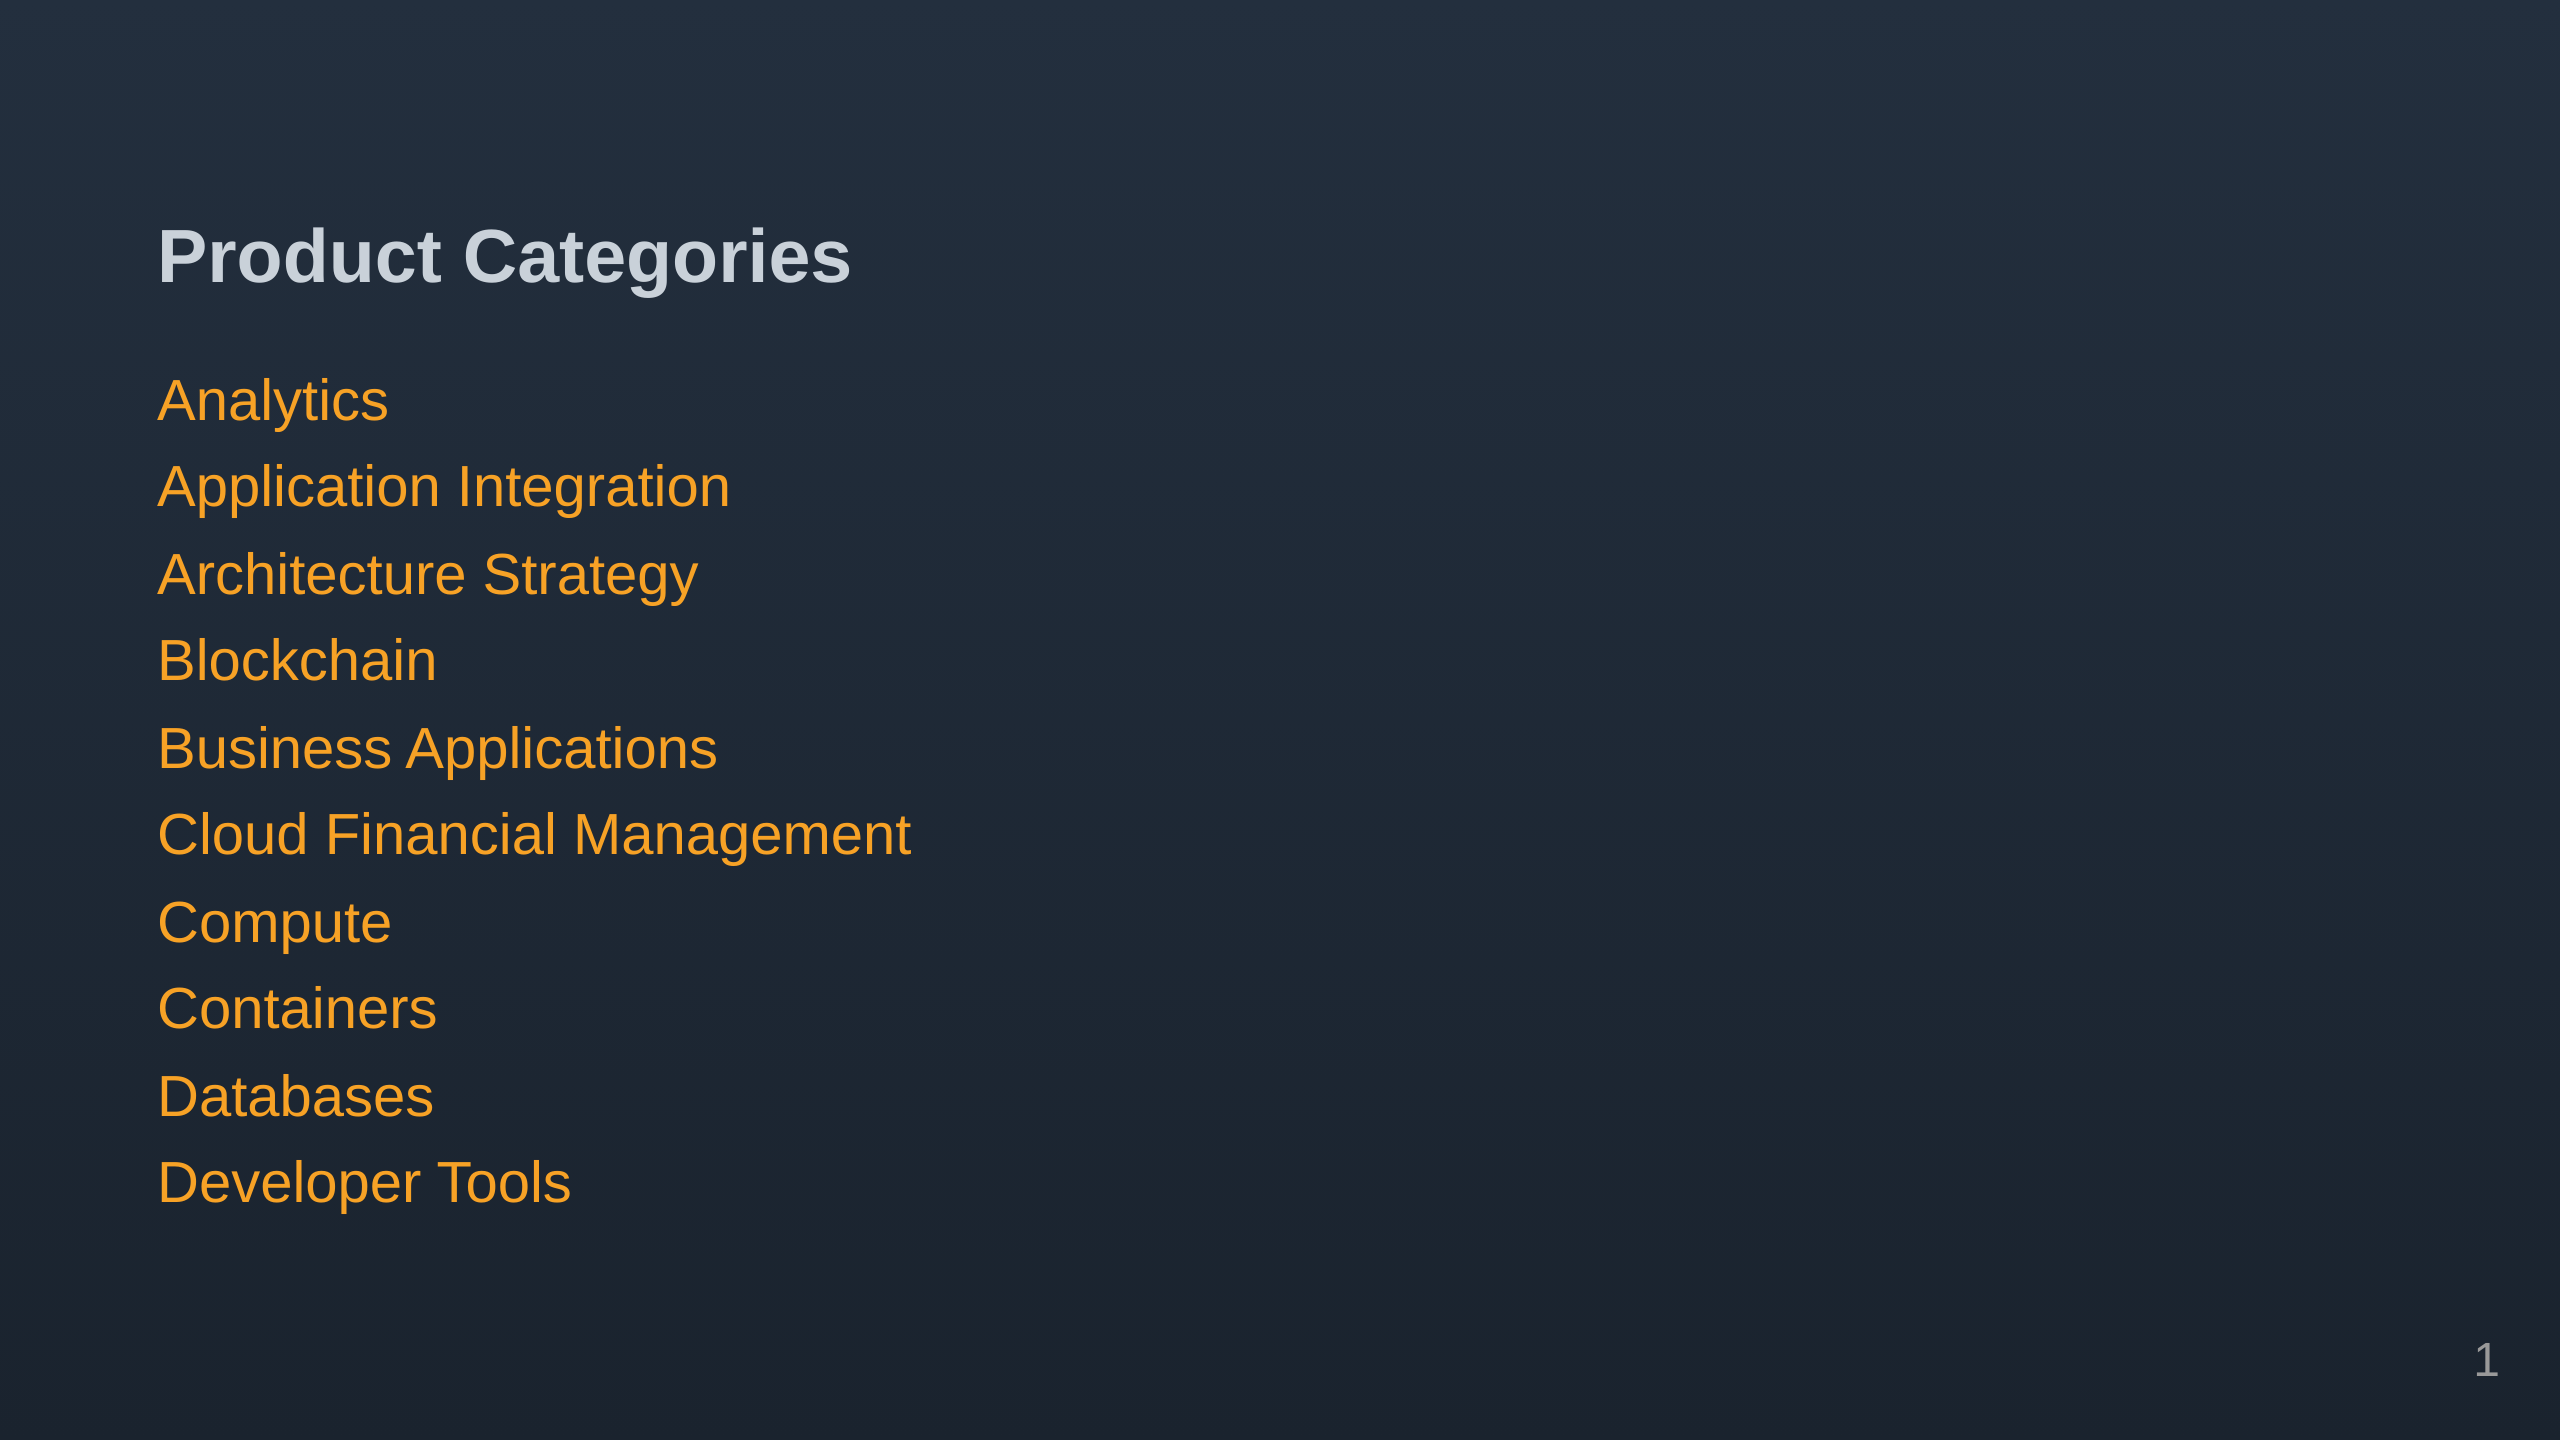 Product Categories
Analytics
Application Integration
Architecture Strategy
Blockchain
Business Applications
Cloud Financial Management
Compute
Containers
Databases
Developer Tools
1